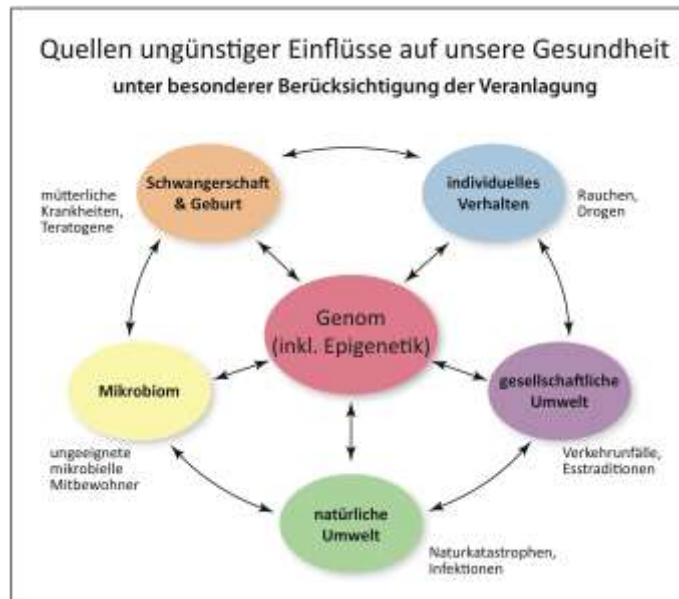 Quellen ungünstiger Einflüsse auf unsere Gesundheit
unter besonderer Berücksichtigung der Veranlagung
Schwangerschaft
& Geburt
individuelles
Verhalten
mütterliche
Krankheiten,
Teratogene
Rauchen,
Drogen
Genom
(inkl. Epigenetik)
Mikrobiom
gesellschaftliche
Umwelt
ungeeignete
mikrobielle
Mitbewohner
Verkehrunfälle,
Esstraditionen
natürliche
Umwelt
Naturkatastrophen,
Infektionen